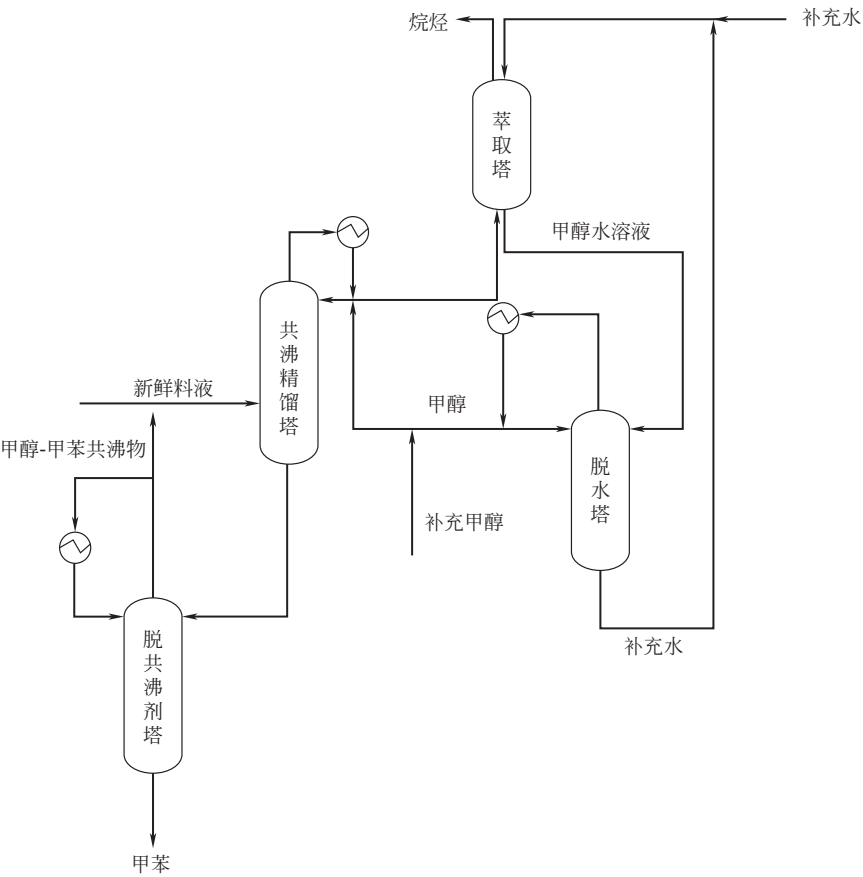 烷烃
补充水
萃取塔
甲醇水溶液
共沸精馏塔
新鲜料液
甲醇
甲醇-甲苯共沸物
脱水塔
补充甲醇
补充水
脱共沸剂塔
甲苯